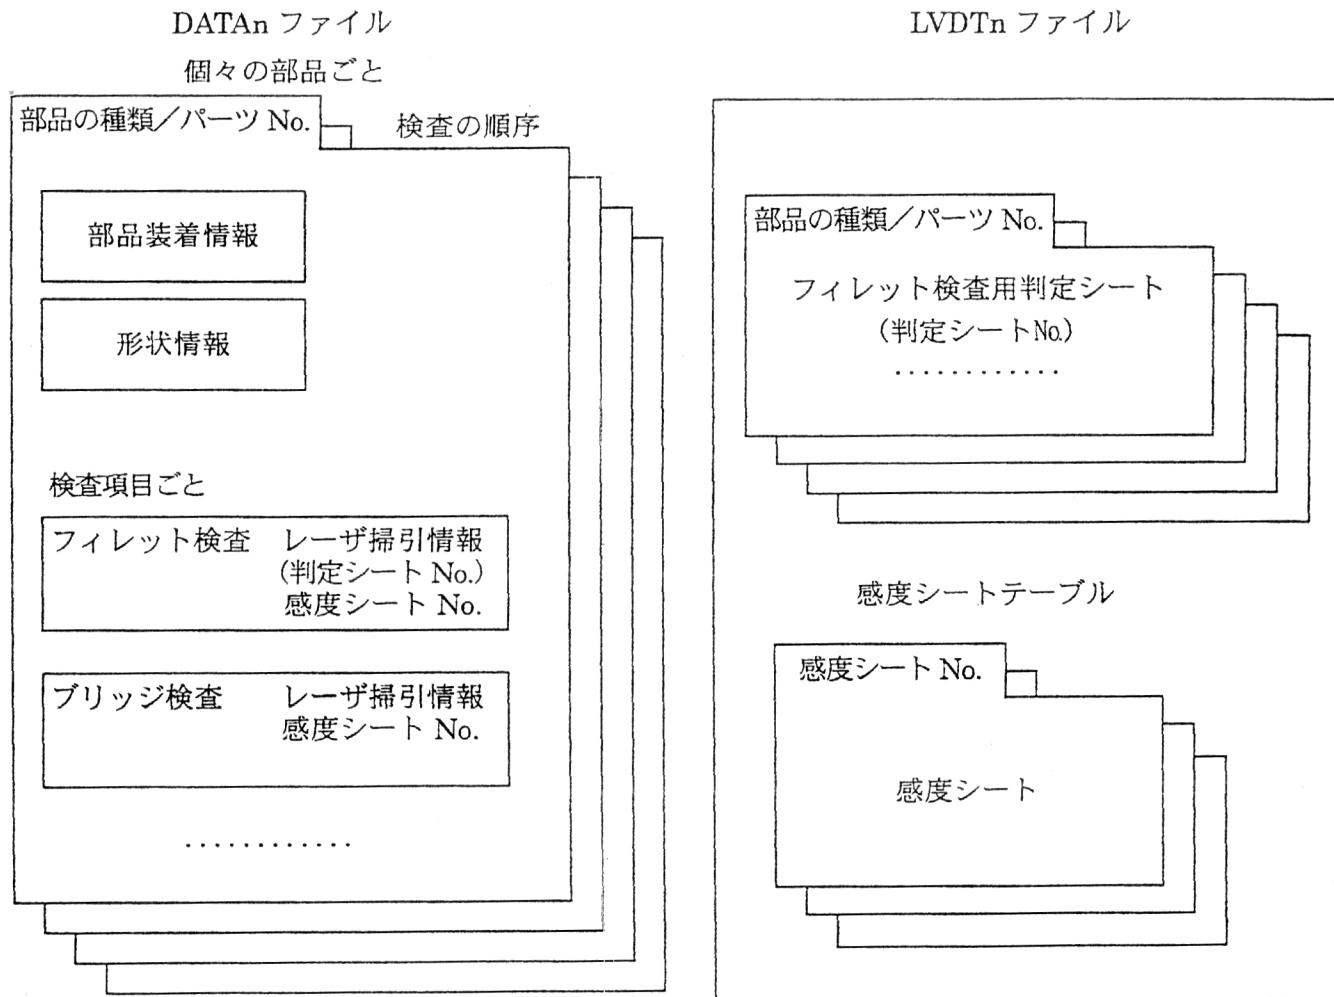 DATAn ファイル
個々の部品ごと
部品の種類／パーツ No.
検査の順序
部品装着情報
形状情報
検査項目ごと
フィレット検査 レーザ掃引情報
(判定シート No.)
感度シート No.
ブリッジ検査 レーザ掃引情報
感度シート No.
............
LVDTn ファイル
部品の種類／パーツ No.
フィレット検査用判定シート
(判定シートNo.)
............
感度シートテーブル
感度シート No.
感度シート